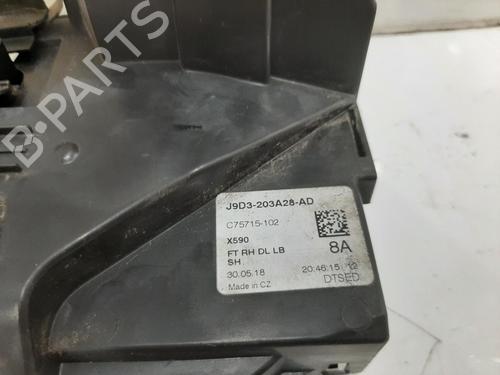 J9D3-203A28-AD
C75715-102
X590
8A
FT RH DL LB
SH
30.05.18 20:46:15 12
Made in CZ DTSED
B-PARTS